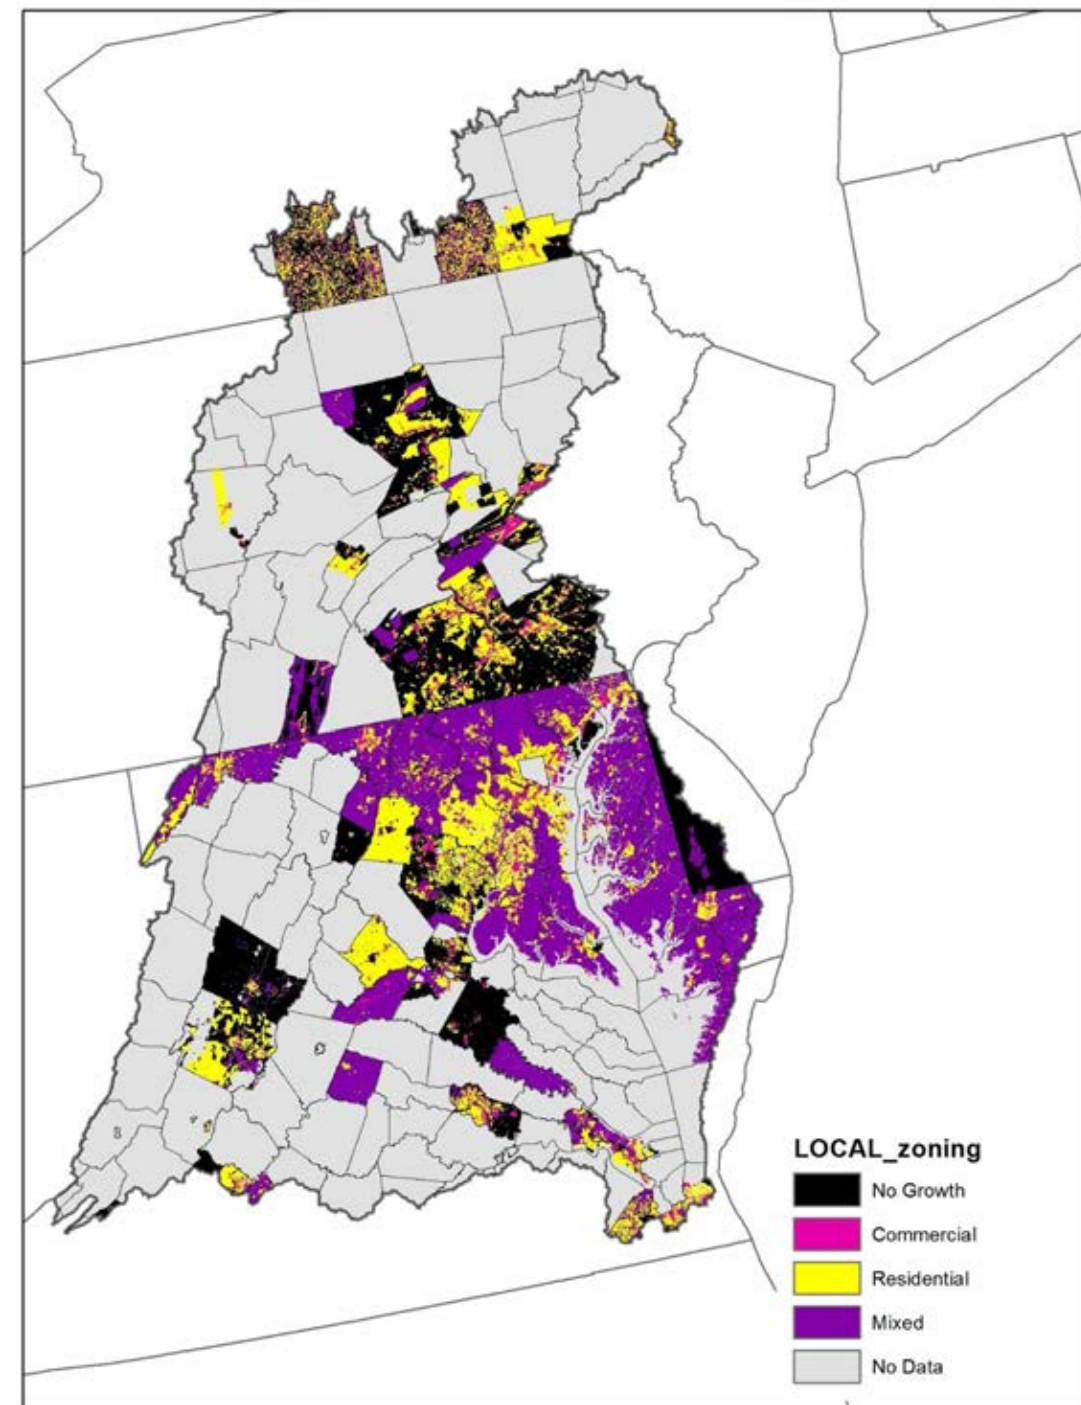 LOCAL_zoning
No Growth
Commercial
Residential
Mixed
No Data